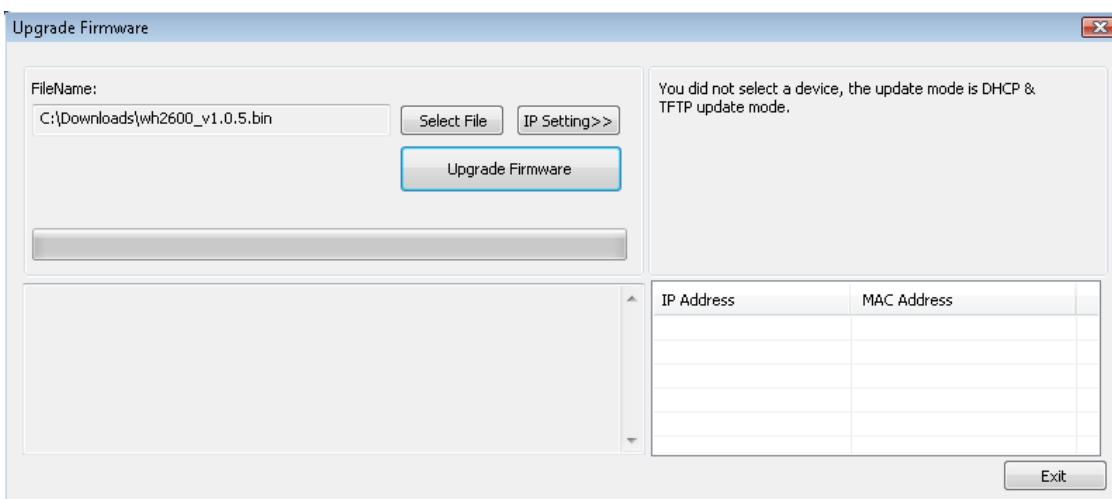 Upgrade Firmware
FileName:
C:\Downloads\wh2600_v1.0.5.bin
Select File
IP Setting>>
Upgrade Firmware
You did not select a device, the update mode is DHCP &
TFTP update mode.
IP Address
MAC Address
Exit